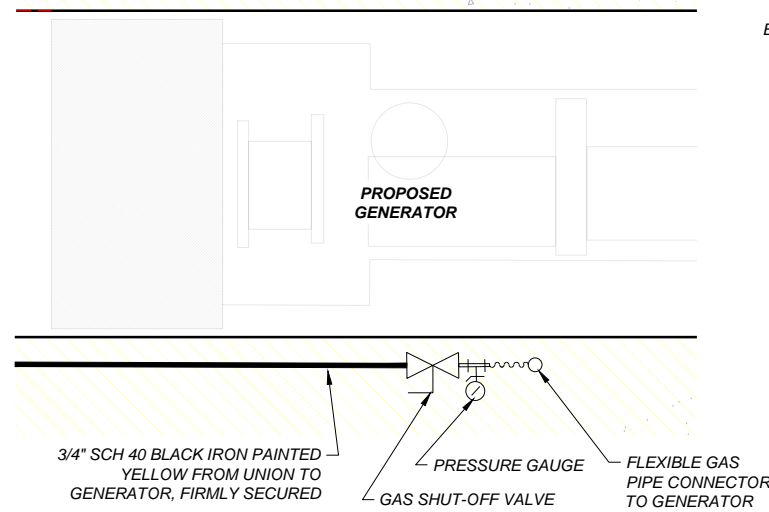 E
PROPOSED
GENERATOR
3/4" SCH 40 BLACK IRON PAINTED
YELLOW FROM UNION TO
GENERATOR, FIRMLY SECURED
PRESSURE GAUGE
GAS SHUT-OFF VALVE
FLEXIBLE GAS
PIPE CONNECTOR
TO GENERATOR